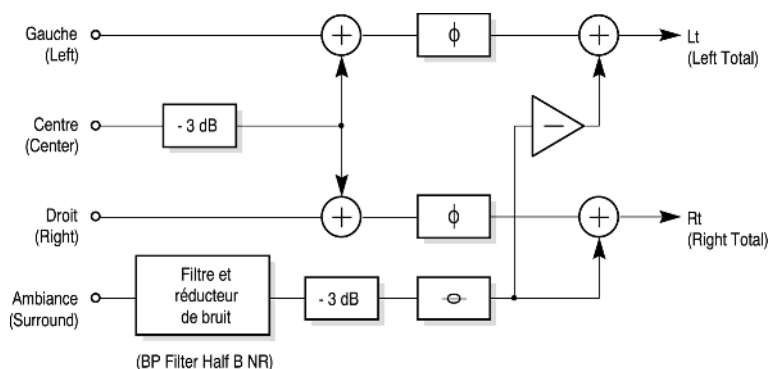 Gauche
(Left)
ϕ
Lt
(Left Total)
Centre
(Center)
- 3 dB
Droit
(Right)
ϕ
Rt
(Right Total)
Ambiance
(Surround)
Filtre et
réducteur
de bruit
- 3 dB
(BP Filter Half B NR)